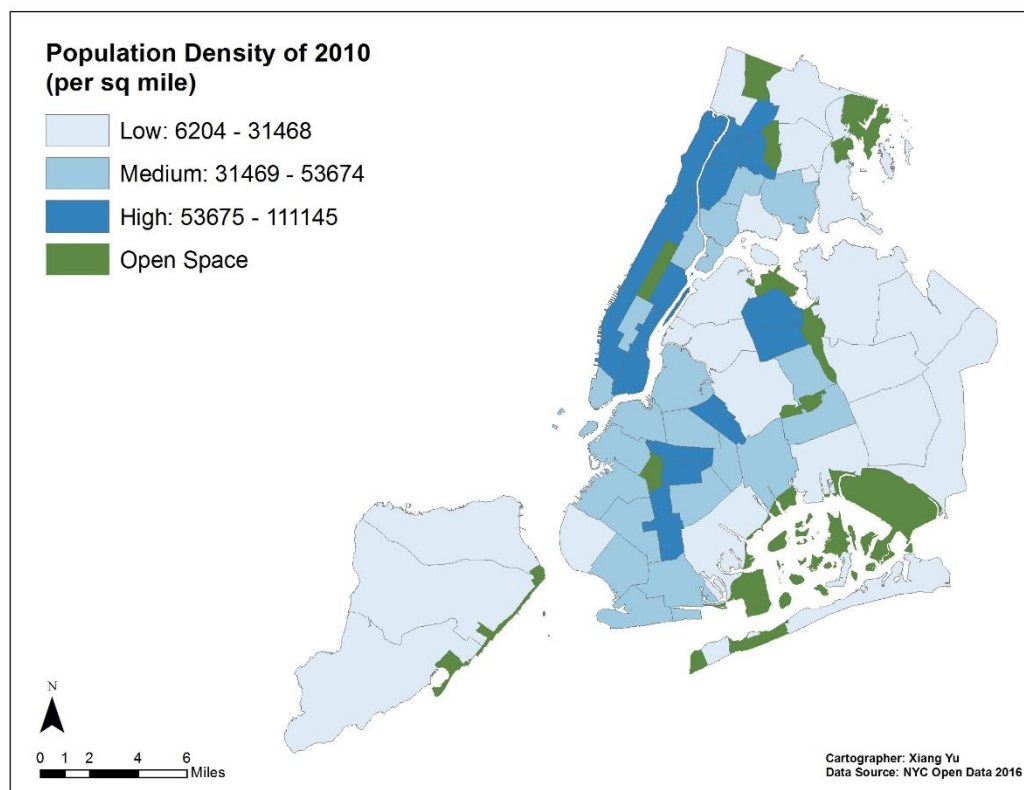 Population Density of 2010
(per sq mile)
Low: 6204 - 31468
Medium: 31469 - 53674
High: 53675 - 111145
Open Space
N
0 1 2 4 6
Miles
Cartographer: Xiang Yu
Data Source: NYC Open Data 2016